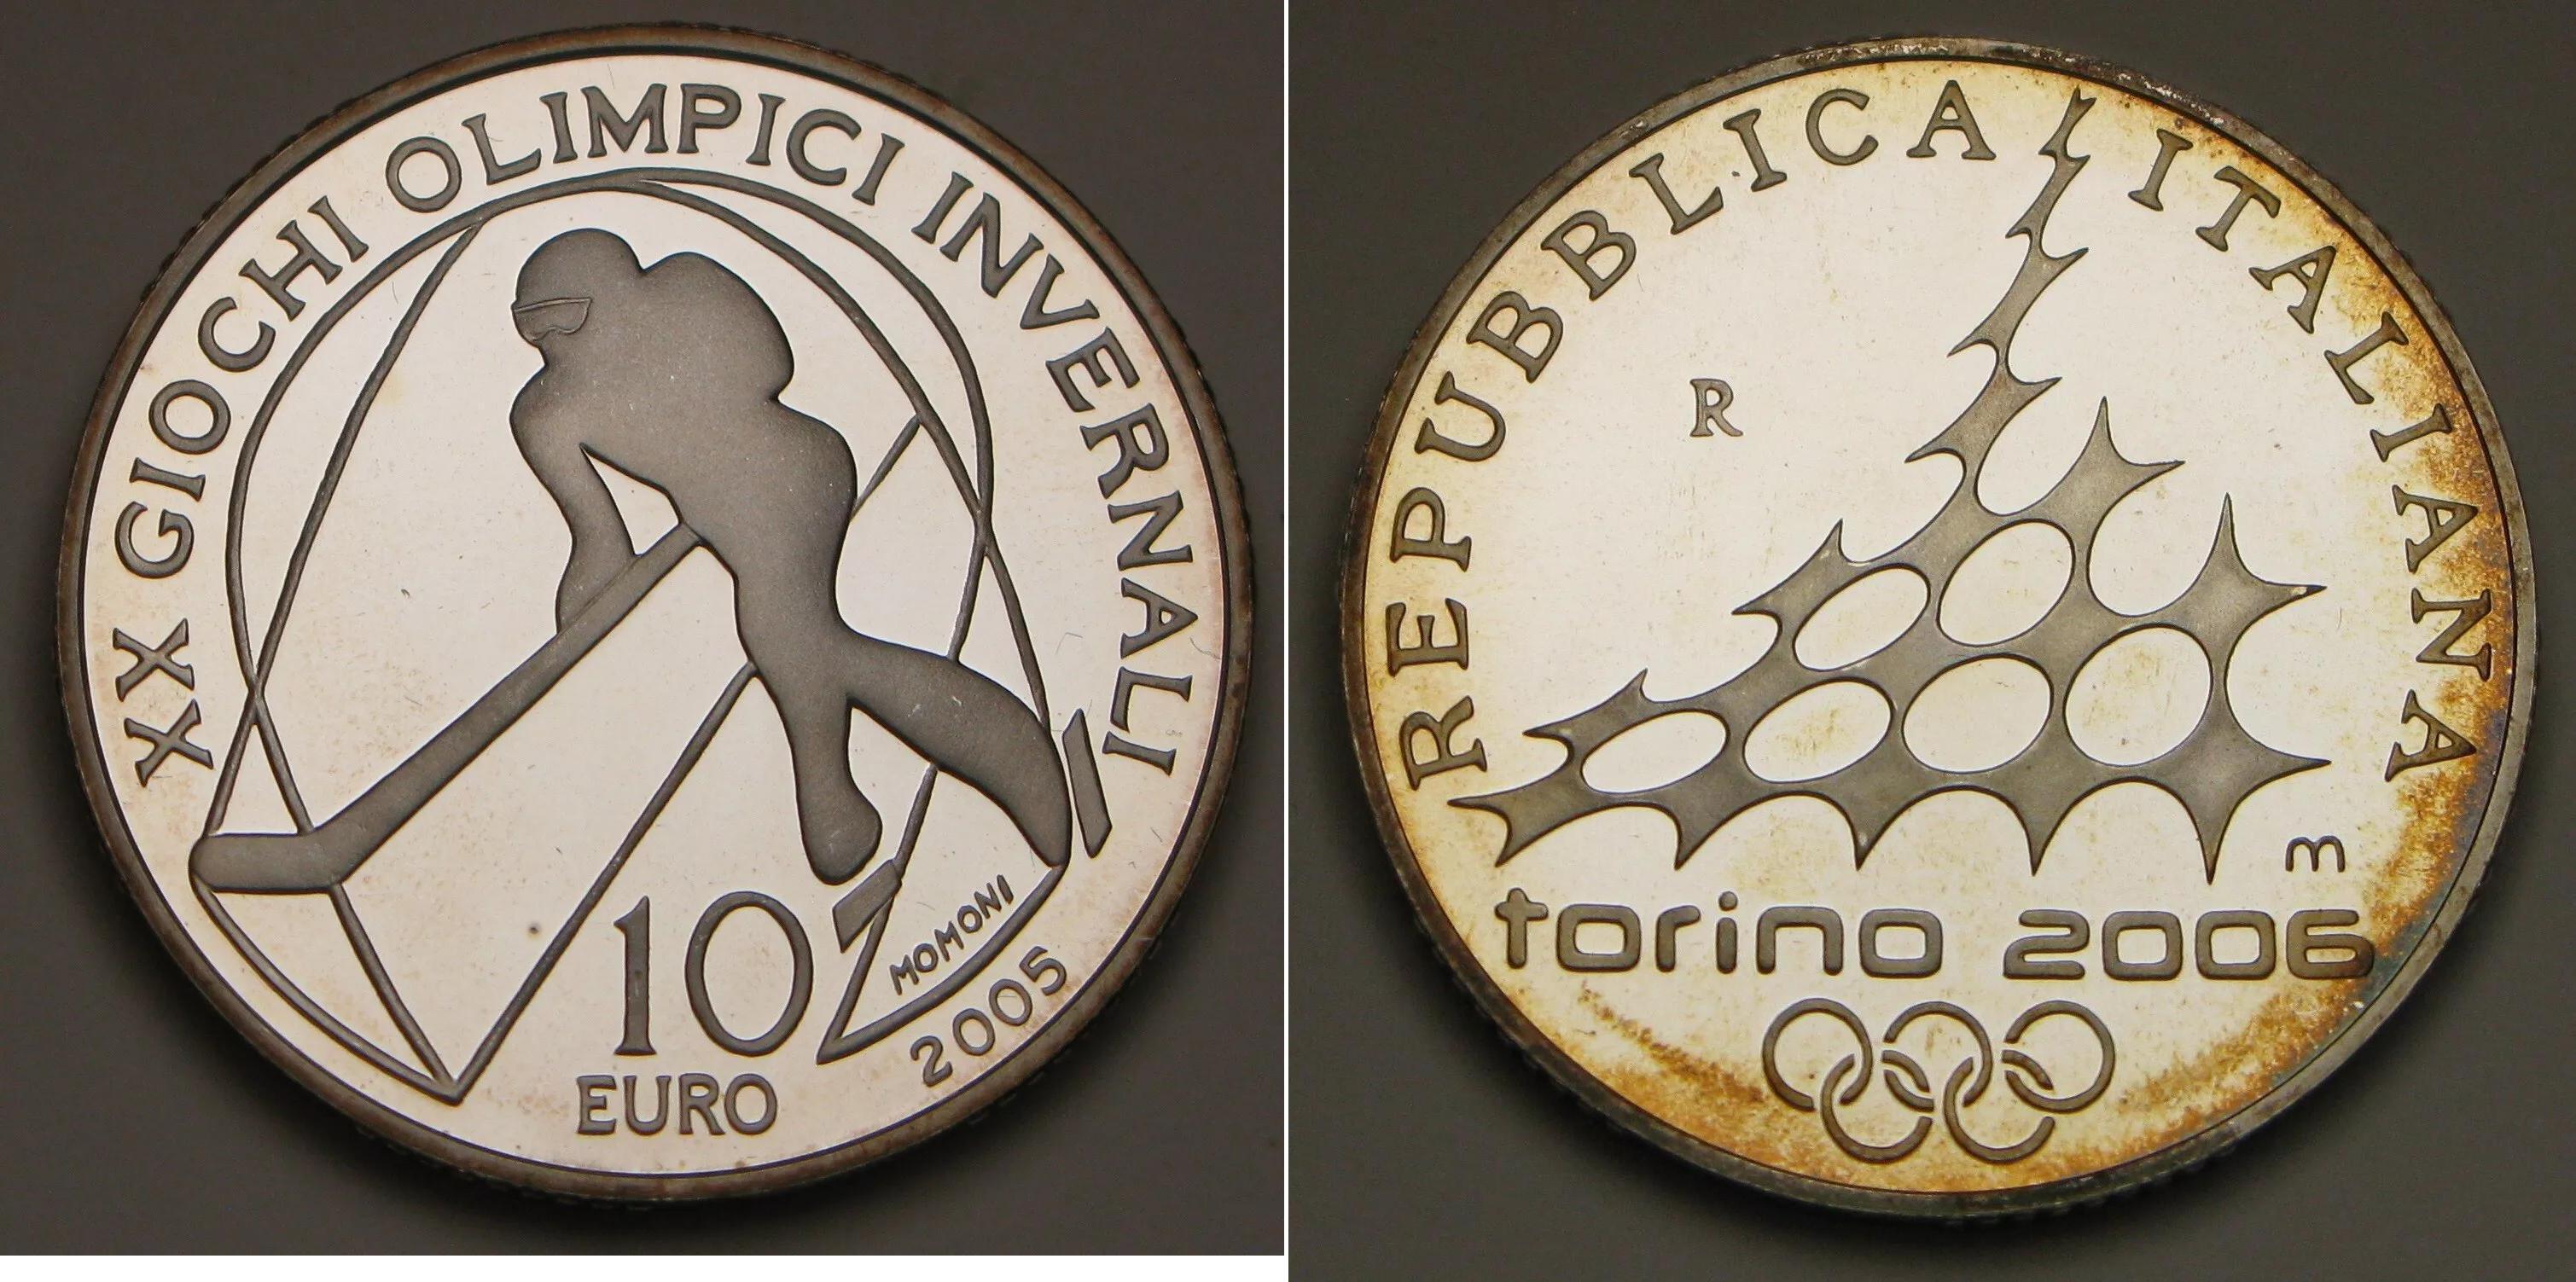 XX GIOCHI OLIMPICI INVERNALI
10
EURO
MOMONI
2005
REPUBBLICA ITALIANA
R
m
torino 2006